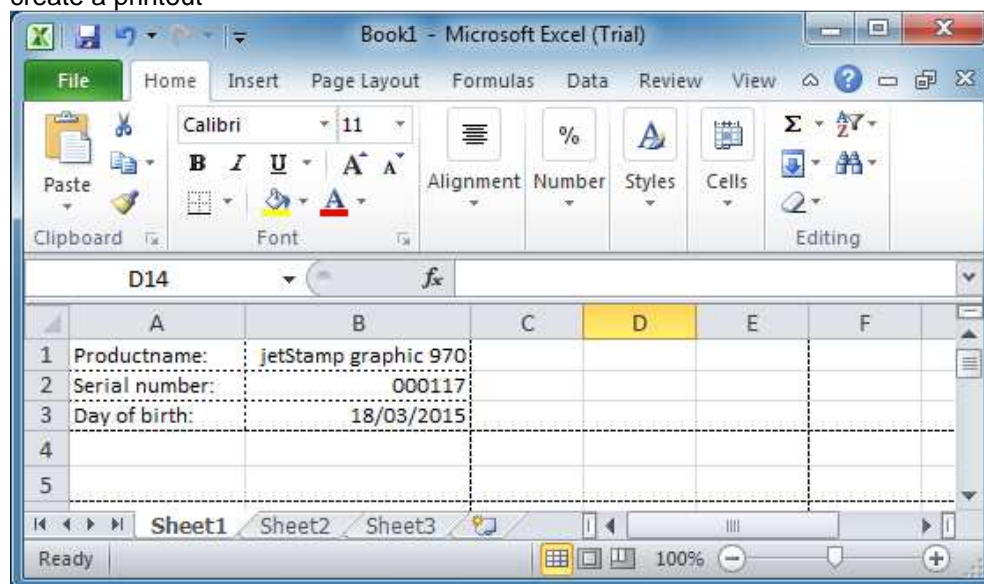 create a printout
Book1 - Microsoft Excel (Trial)
File Home Insert Page Layout Formulas Data Review View
Calibri 11
% A
B I U A A
Paste Alignment Number Styles Cells
A
Clipboard Font Editing
D14 fx
A B C D E F
1 Productname: jetStamp graphic 970
2 Serial number: 000117
3 Day of birth: 18/03/2015
4
5
Sheet1 Sheet2 Sheet3
Ready 100%